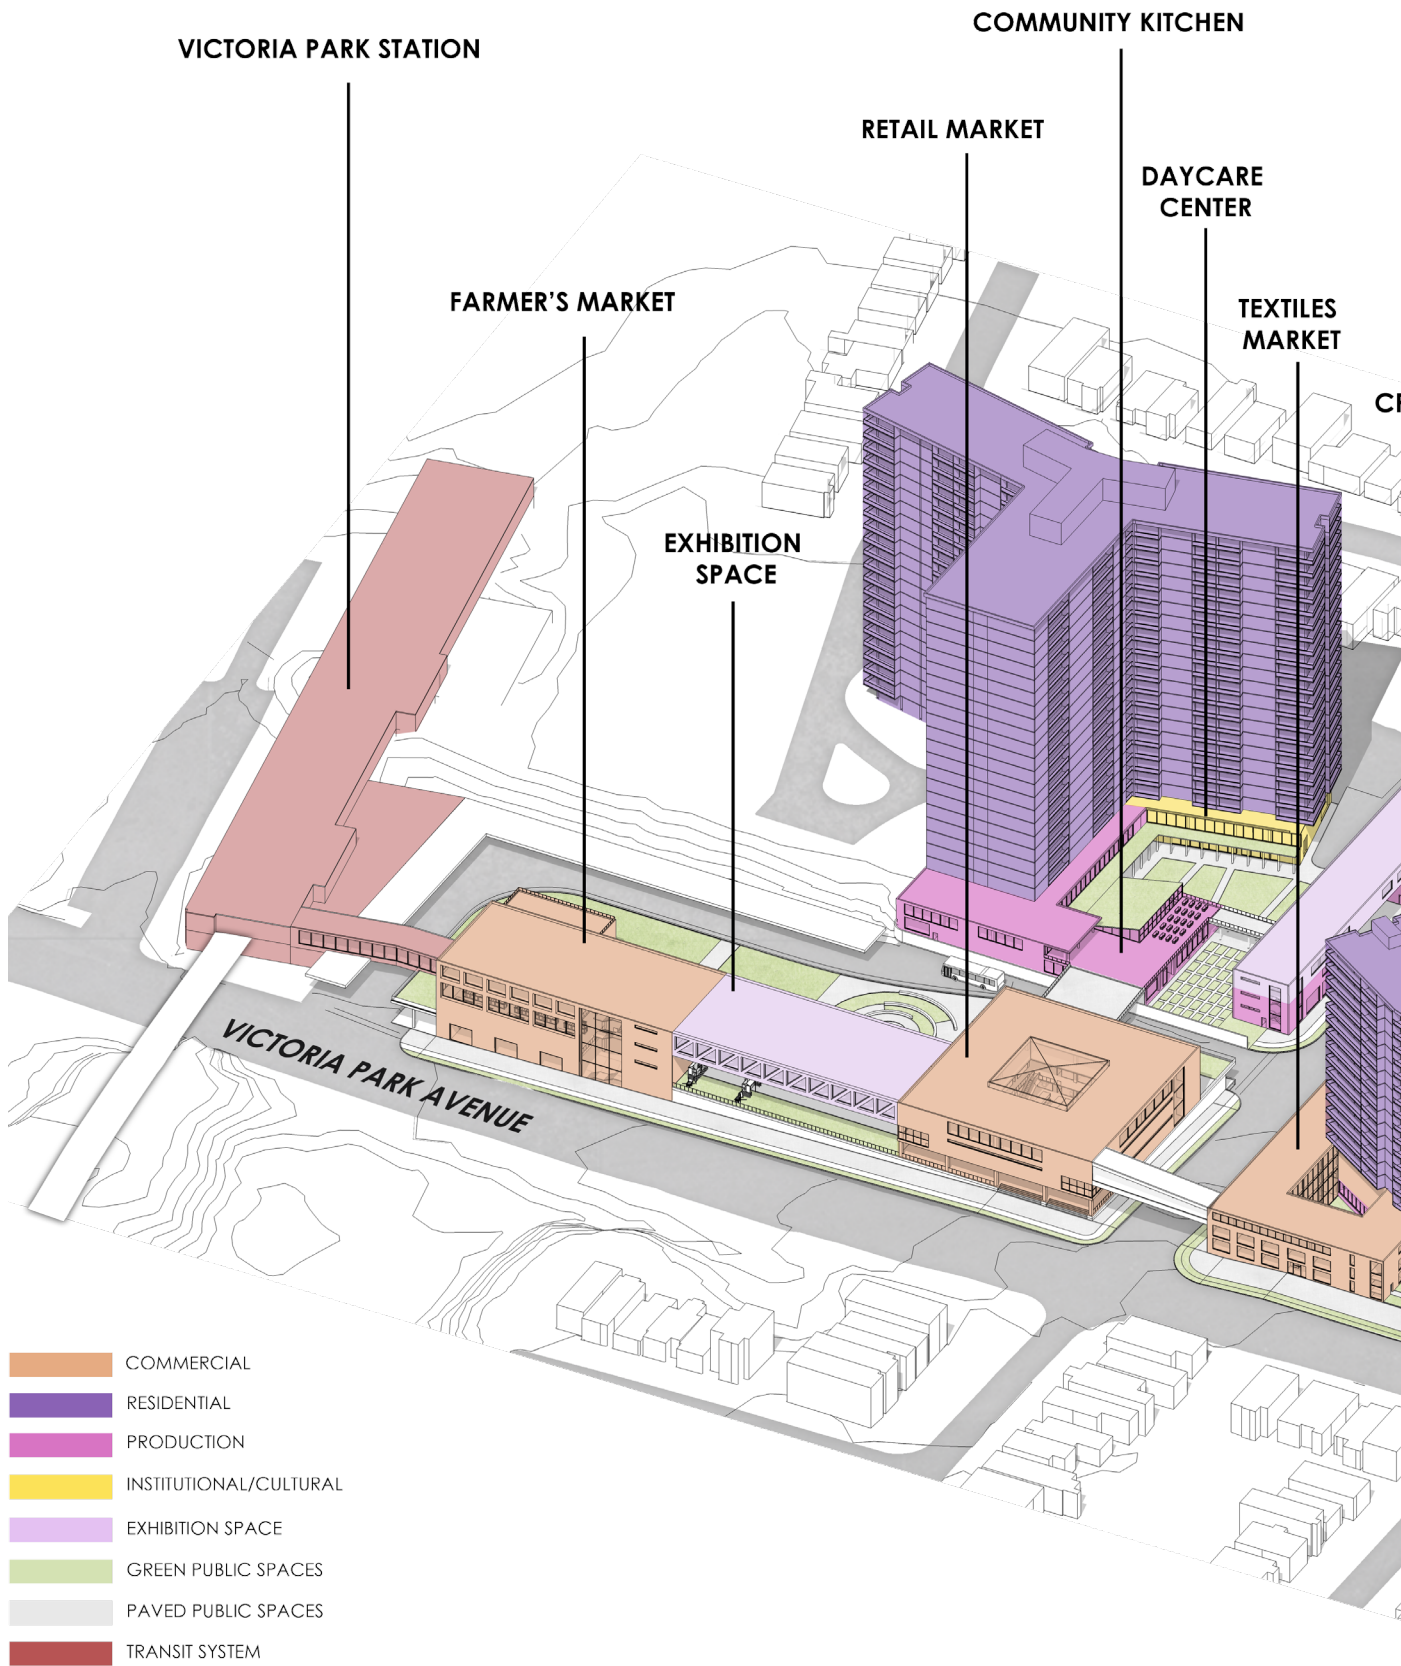 COMMUNITY KITCHEN
VICTORIA PARK STATION
RETAIL MARKET
DAYCARE
CENTER
FARMER'S MARKET
TEXTILES
MARKET
EXHIBITION
SPACE
VICTORIA PARK AVENUE
COMMERCIAL
RESIDENTIAL
PRODUCTION
INSTITUTIONAL/CULTURAL
EXHIBITION SPACE
GREEN PUBLIC SPACES
PAVED PUBLIC SPACES
TRANSIT SYSTEM